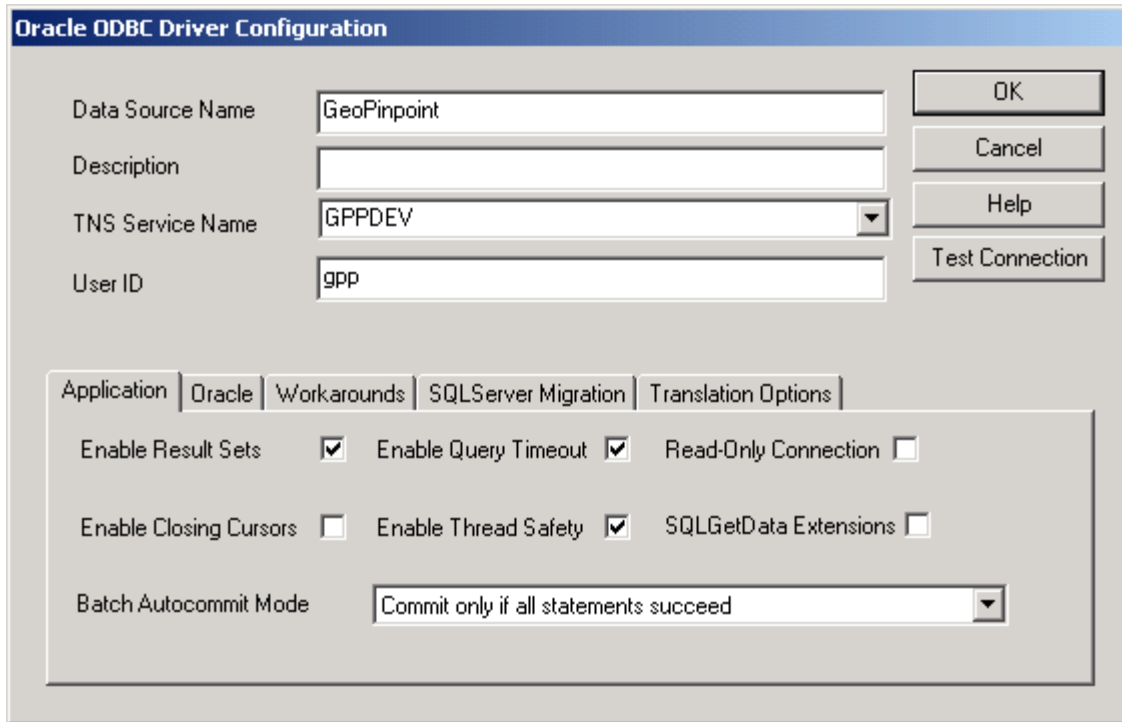 Oracle ODBC Driver Configuration
Data Source Name GeoPinpoint OK
Description Cancel
TNS Service Name GPPDEV Help
User ID gpp Test Connection
Application Oracle Workarounds SQLServer Migration Translation Options
Enable Result Sets Enable Query Timeout Read-Only Connection
Enable Closing Cursors Enable Thread Safety SQLGetData Extensions
Batch Autocommit Mode Commit only if all statements succeed